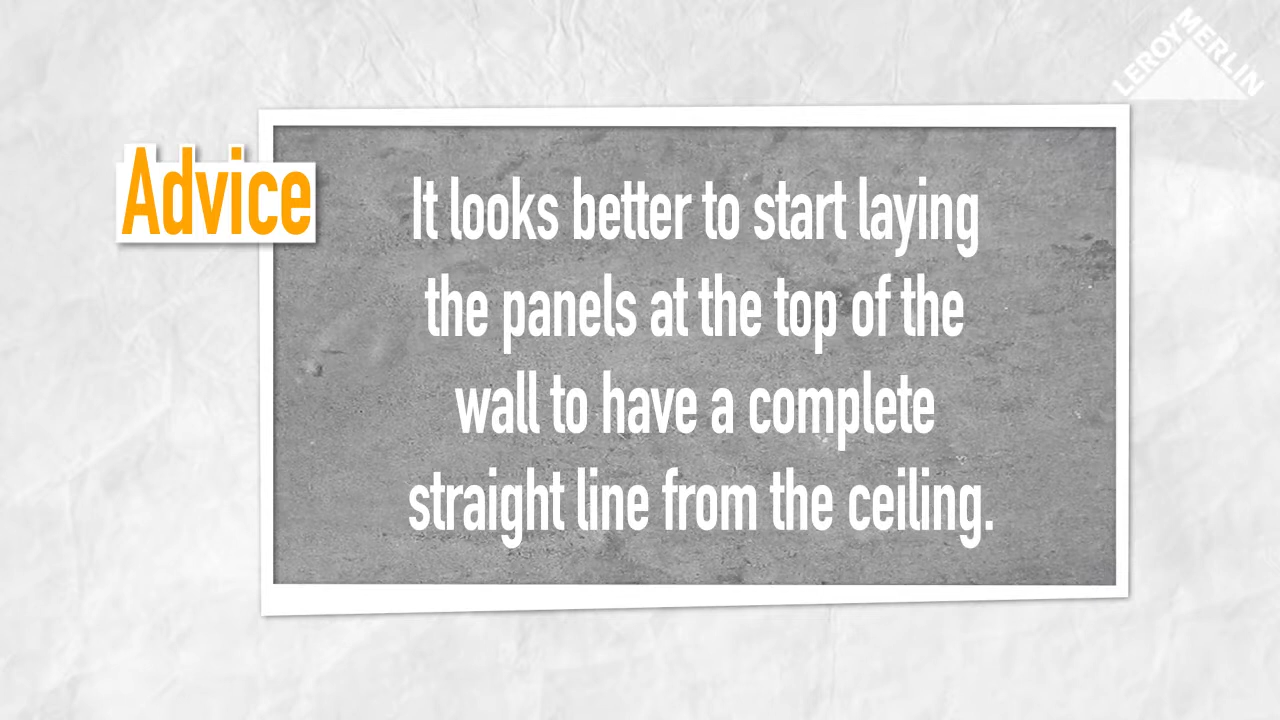 LEROY MERLIN
Advice
It looks better to start laying
the panels at the top of the
wall to have a complete
straight line from the ceiling.